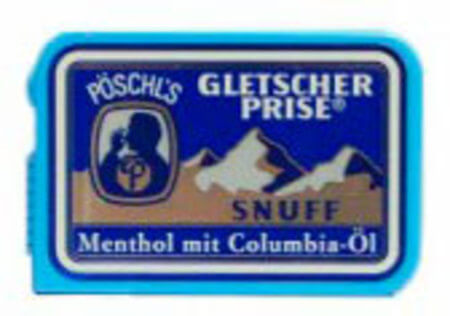 PÖSCHL'S
GLETSCHER
PRISE®
P
SNUFF
Menthol mit Columbia-Öl